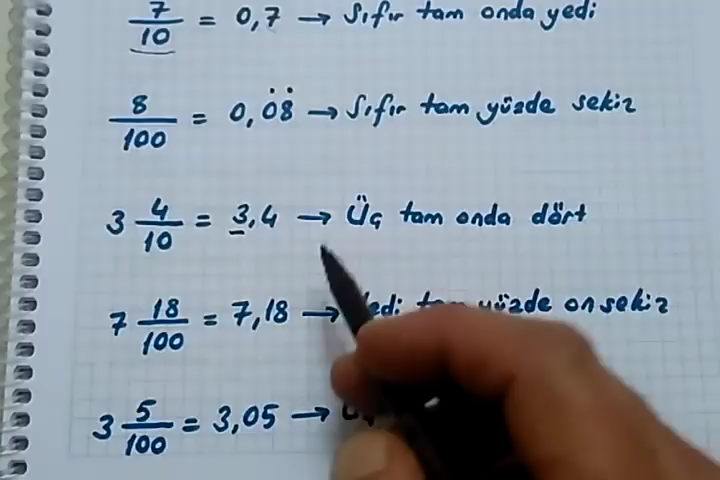 7/10 = 0,7 → Sıfır tam onda yedi
8/100 = 0,08 → Sıfır tam yüzde sekiz
3 4/10 = 3,4 → Üç tam onda dört
7 18/100 = 7,18 → yüzde onsekiz
3 5/100 = 3,05 →